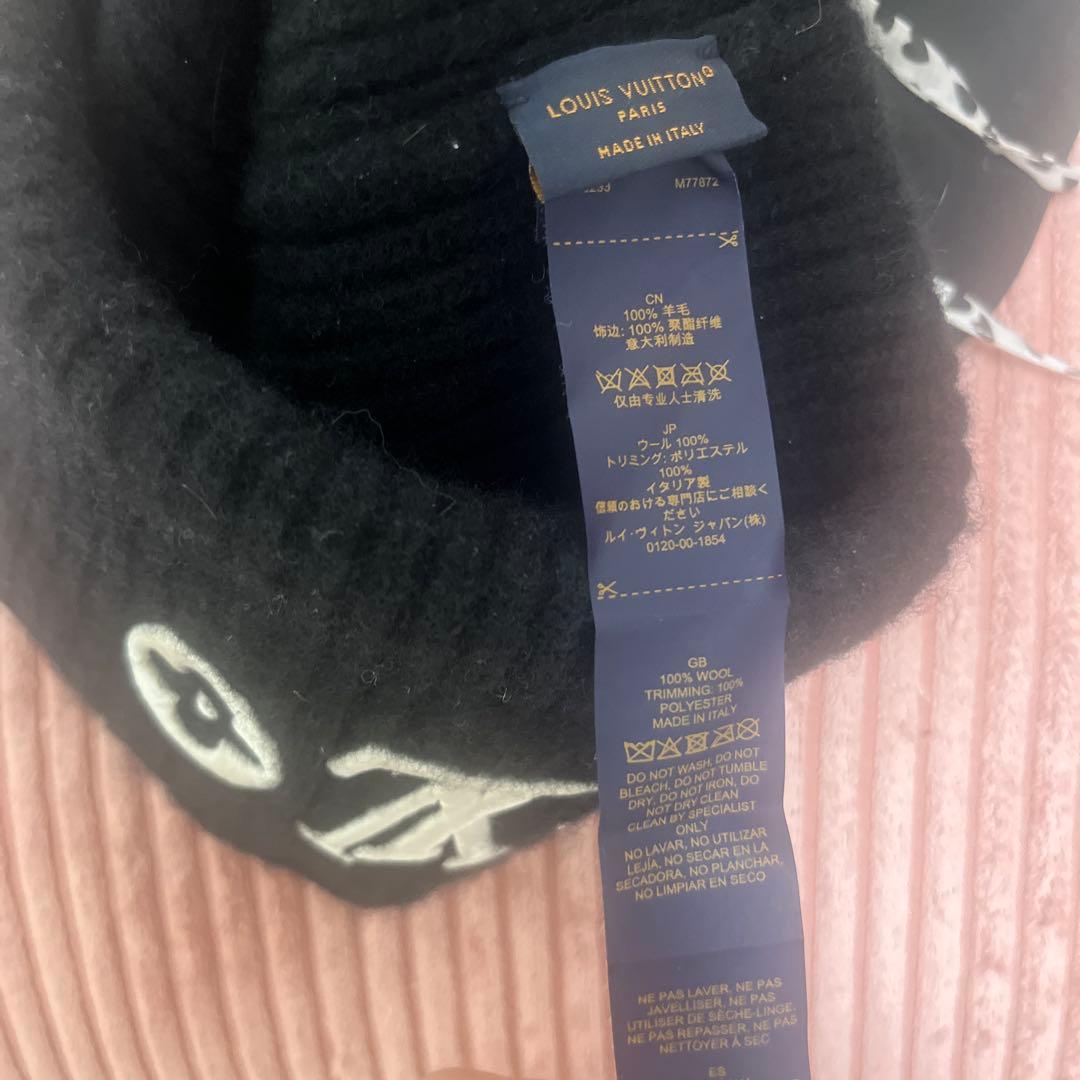 LOUIS VUITTON®
PARIS
MADE IN ITALY
M77872
CN
100% 羊毛
饰边: 100% 聚酯纤维
意大利制造
仅由专业人士清洗
JP
ウール 100%
トリミング: ポリエステル
100%
イタリア製
信頼のおける専門店にご相談く
ださい
ルイ・ヴィトン ジャパン(株)
0120-00-1854
GB
100% WOOL
TRIMMING: 100%
POLYESTER
MADE IN ITALY
DO NOT WASH, DO NOT
BLEACH, DO NOT TUMBLE
DRY, DO NOT IRON, DO
NOT DRY CLEAN
CLEAN BY SPECIALIST
ONLY
NO LAVAR, NO UTILIZAR
LEJÍA, NO SECAR EN LA
SECADORA, NO PLANCHAR,
NO LIMPIAR EN SECO
NE PAS LAVER, NE PAS
JAVELLISER, NE PAS
UTILISER DE SÈCHE-LINGE,
NE PAS REPASSER, NE PAS
NETTOYER À SEC
ES